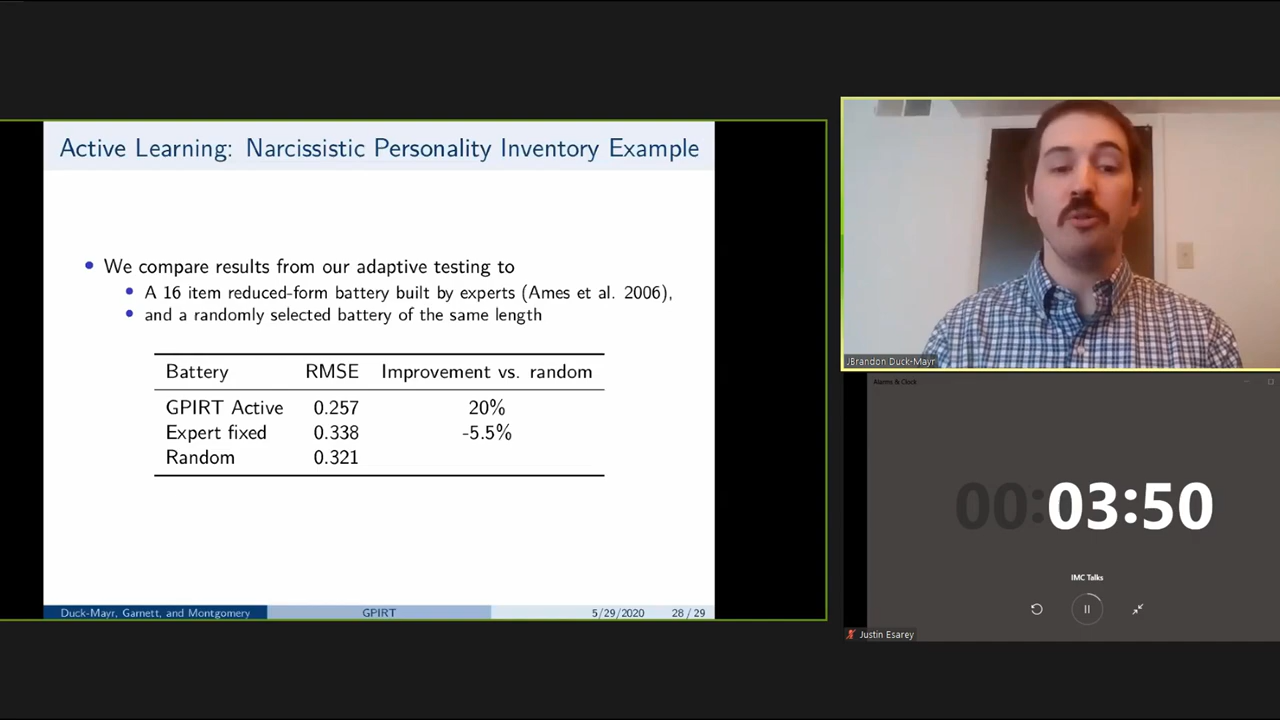 Active Learning: Narcissistic Personality Inventory Example
We compare results from our adaptive testing to
A 16 item reduced-form battery built by experts (Ames et al. 2006),
and a randomly selected battery of the same length
Battery RMSE Improvement vs. random
GPIRT Active 0.257 20%
Expert fixed 0.338 -5.5%
Random 0.321
Duck-Mayr, Garnett, and Montgomery GPIRT 5/29/2020 28 / 29
JBrandon Duck-Mayr
Alarms & Clock
00:03:50
IMC Talks
Justin Esarey